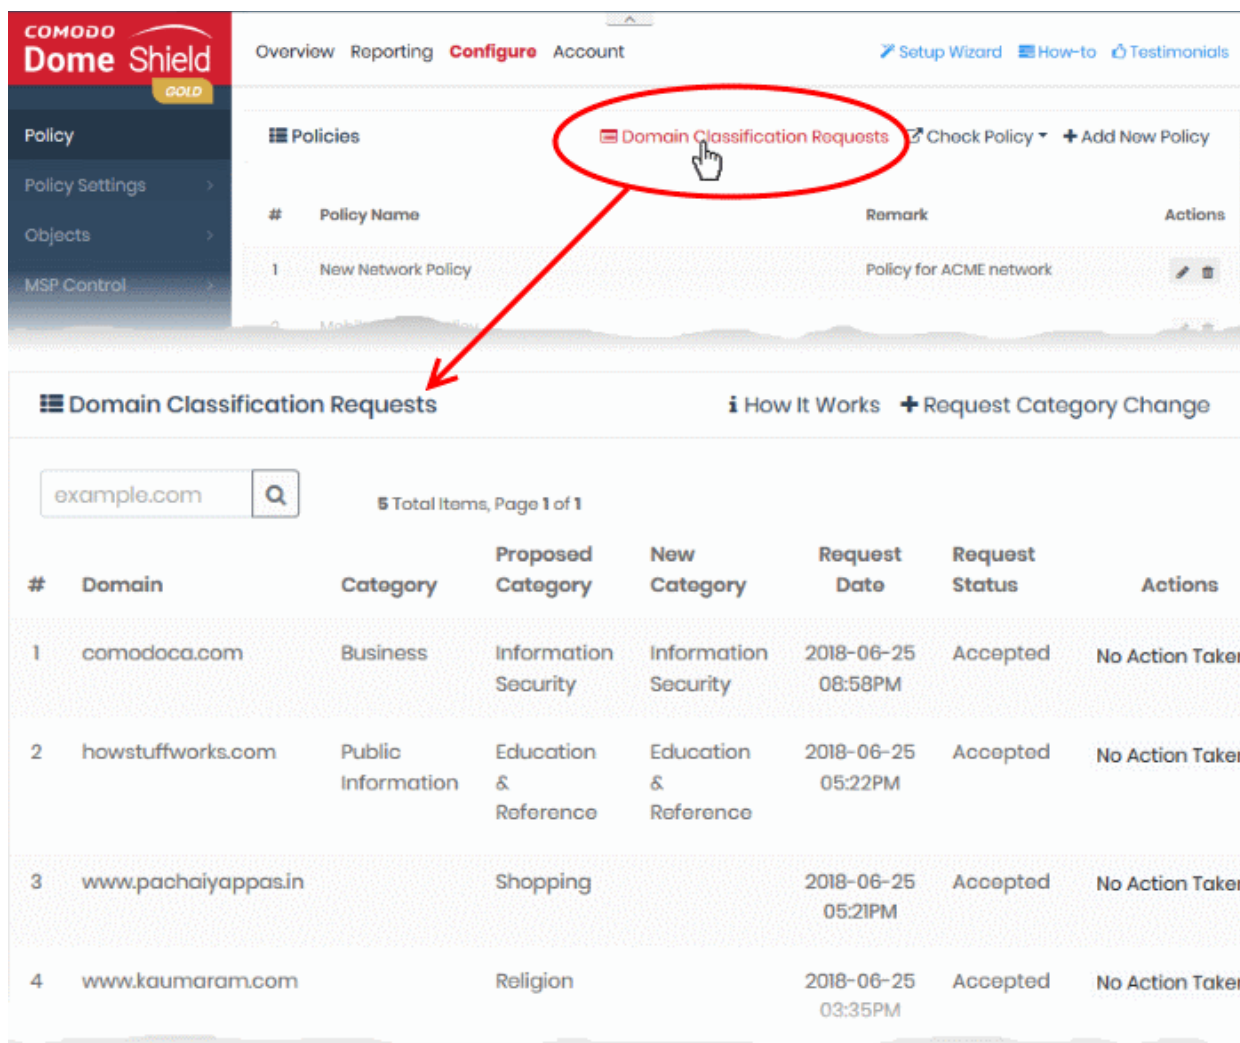 COMODO
Dome Shield
GOLD
Overview Reporting Configure Account
Setup Wizard How-to Testimonials
Policy
Policy Settings
Objects
MSP Control
Policies
Domain Classification Requests Check Policy Add New Policy
# Policy Name Remark Actions
1 New Network Policy Policy for ACME network
Domain Classification Requests
How It Works Request Category Change
example.com
5 Total Items, Page 1 of 1
# Domain Category Proposed Category New Category Request Date Request Status Actions
1 comodoca.com Business Information Security Information Security 2018-06-25 08:58PM Accepted No Action Taker
2 howstuffworks.com Public Information Education & Reference Education & Reference 2018-06-25 05:22PM Accepted No Action Taker
3 www.pachaiyappas.in Shopping 2018-06-25 05:21PM Accepted No Action Taker
4 www.kaumaram.com Religion 2018-06-25 03:35PM Accepted No Action Taker